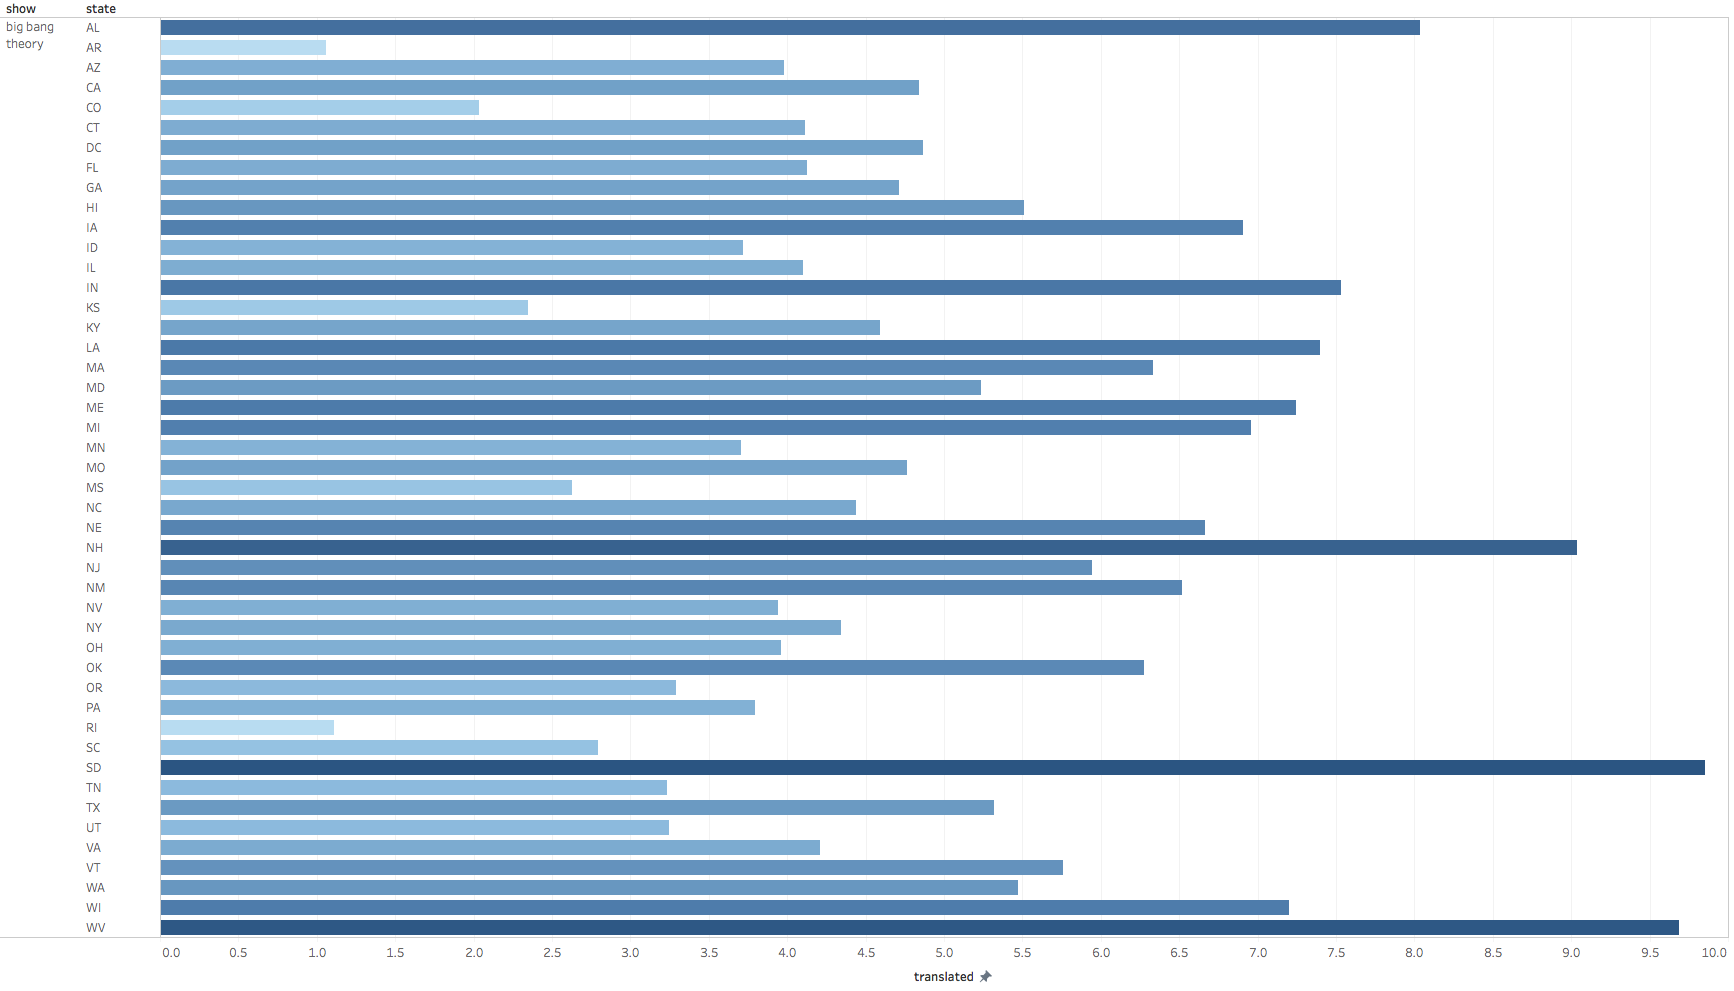 show state
big bang theory
AL
AR
AZ
CA
CO
CT
DC
FL
GA
HI
IA
ID
IL
IN
KS
KY
LA
MA
MD
ME
MI
MN
MO
MS
NC
NE
NH
NJ
NM
NV
NY
OH
OK
OR
PA
RI
SC
SD
TN
TX
UT
VA
VT
WA
WI
WV
0.0 0.5 1.0 1.5 2.0 2.5 3.0 3.5 4.0 4.5 5.0 5.5 6.0 6.5 7.0 7.5 8.0 8.5 9.0 9.5 10.0
translated